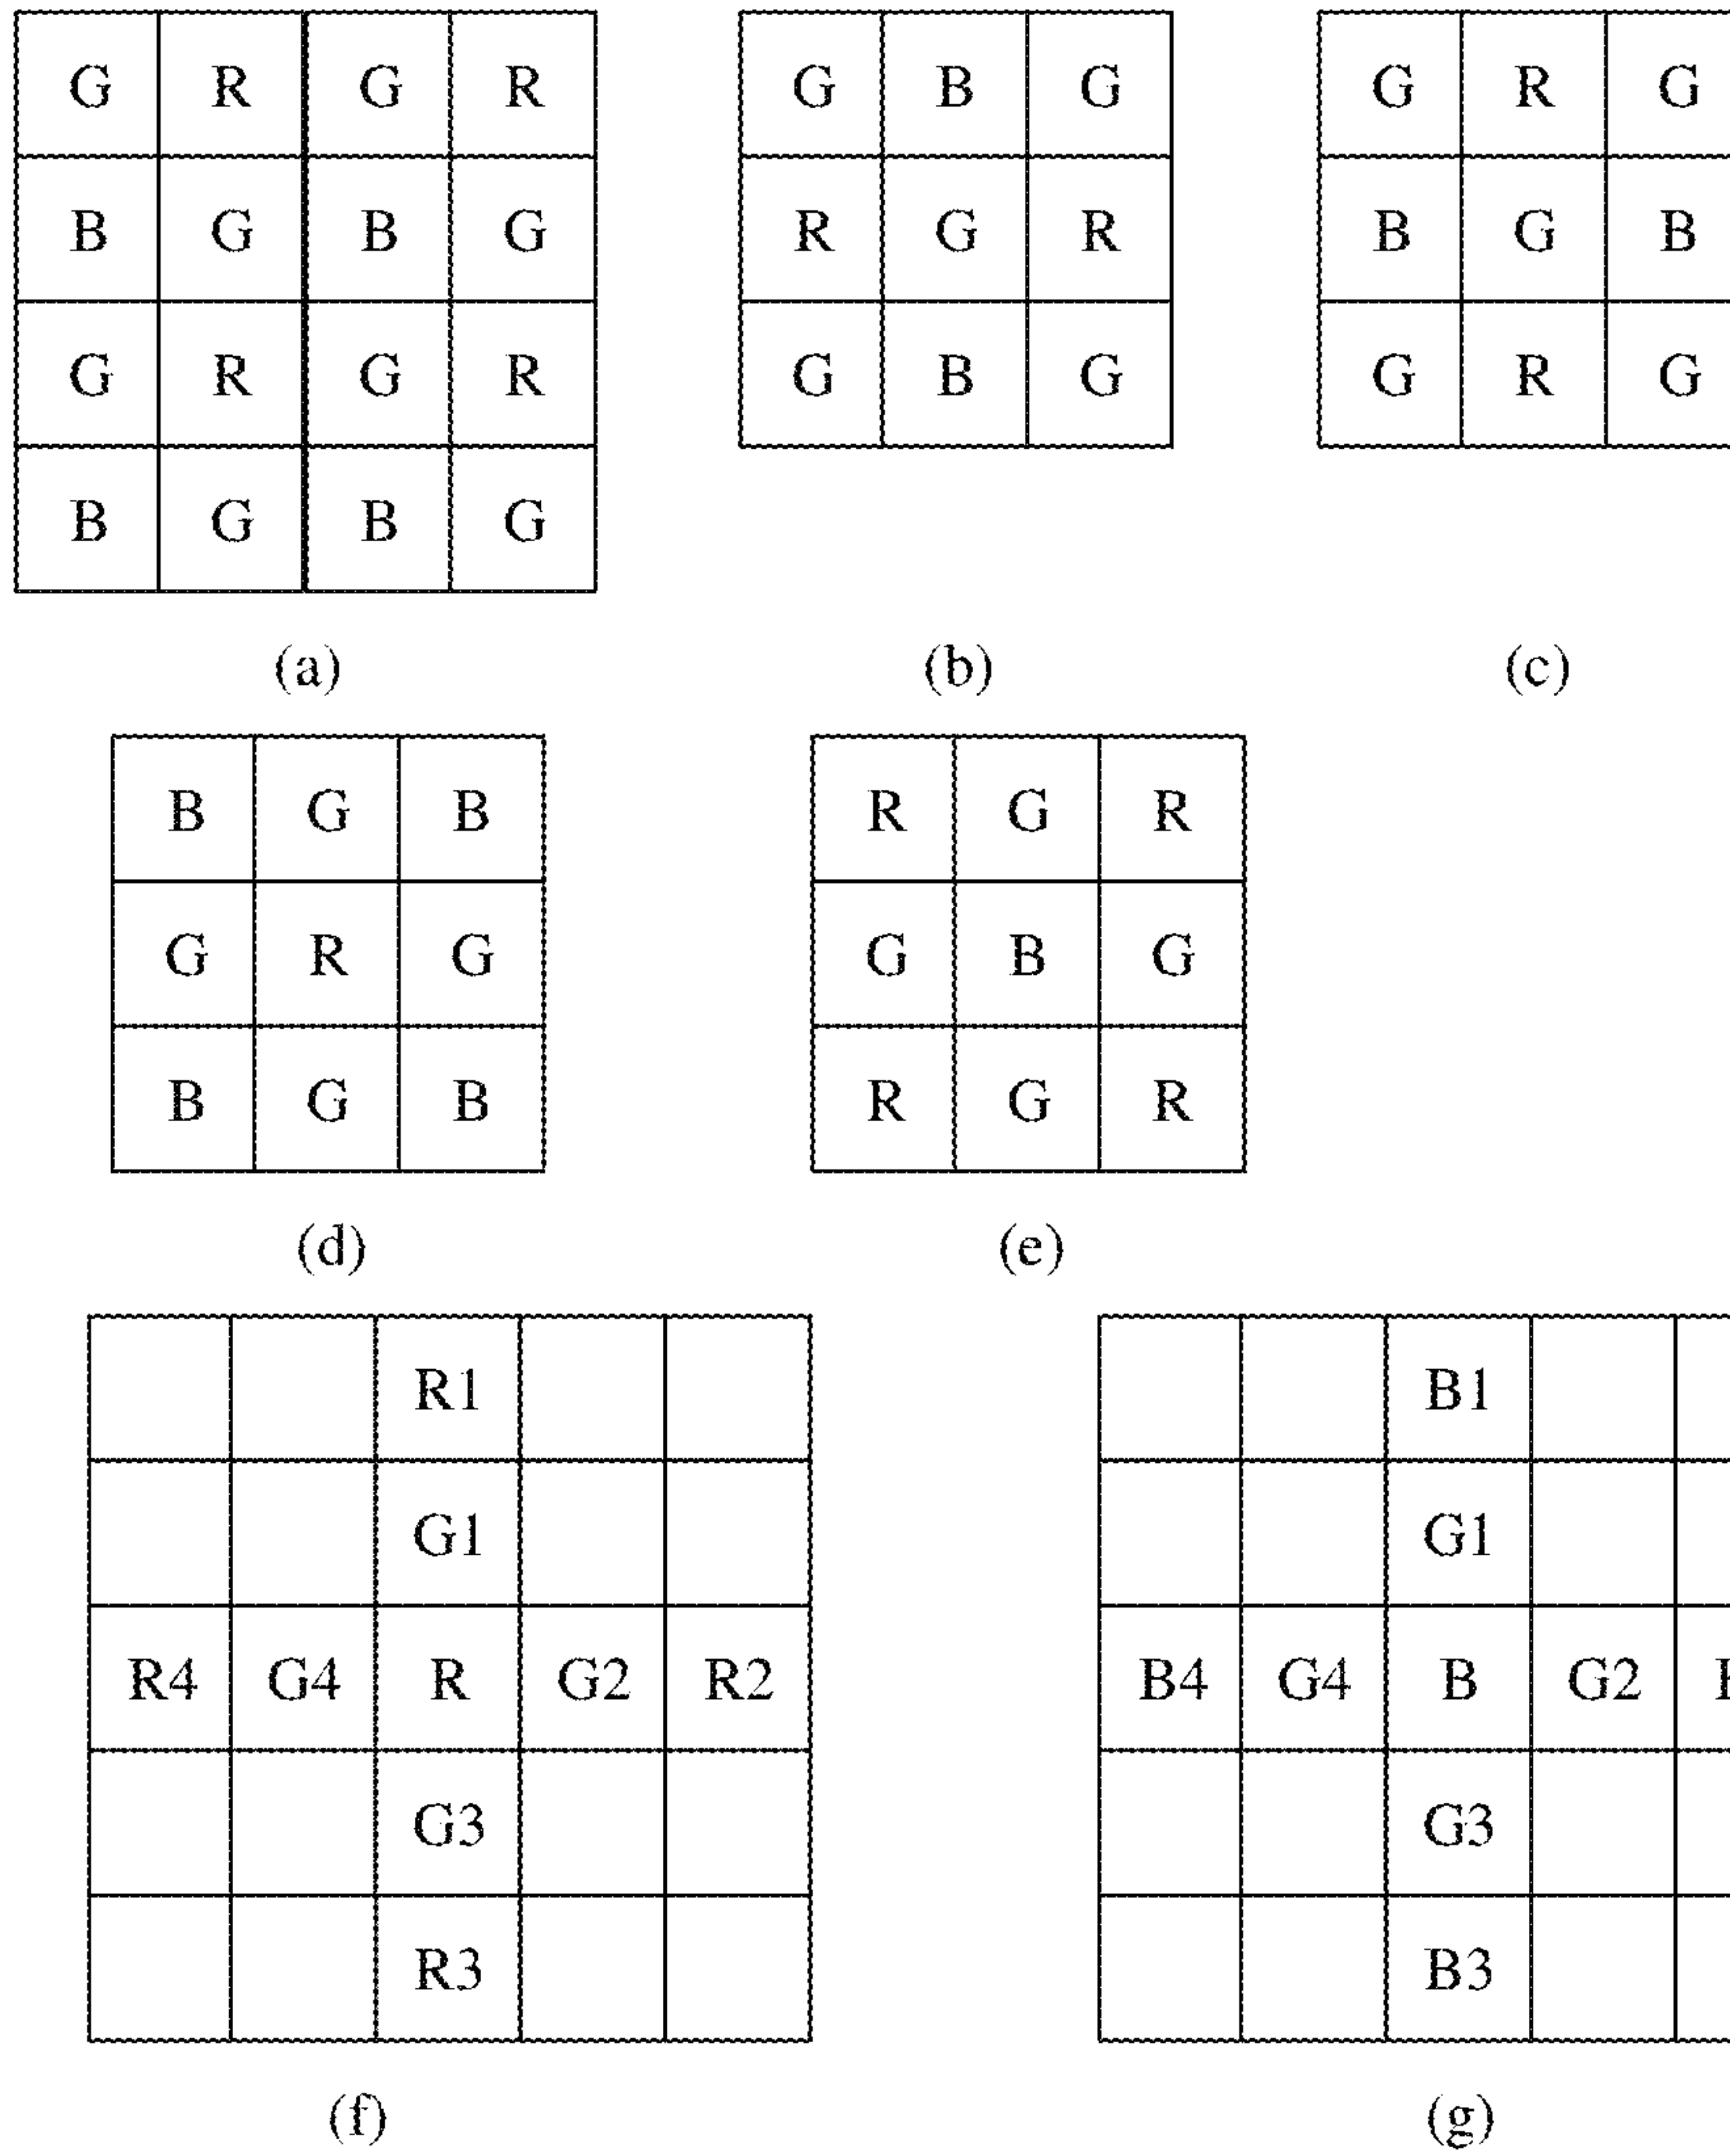 G R G R G B G G R G
B G B G R G R B G B
G R G R G B G G R G
B G B G
(a) (b) (c)
B G B R G R
G R G G B G
B G B R G R
(d) (e)
R1 B1
G1 G1
R4 G4 R G2 R2 B4 G4 B G2
G3 G3
R3 B3
(f) (g)